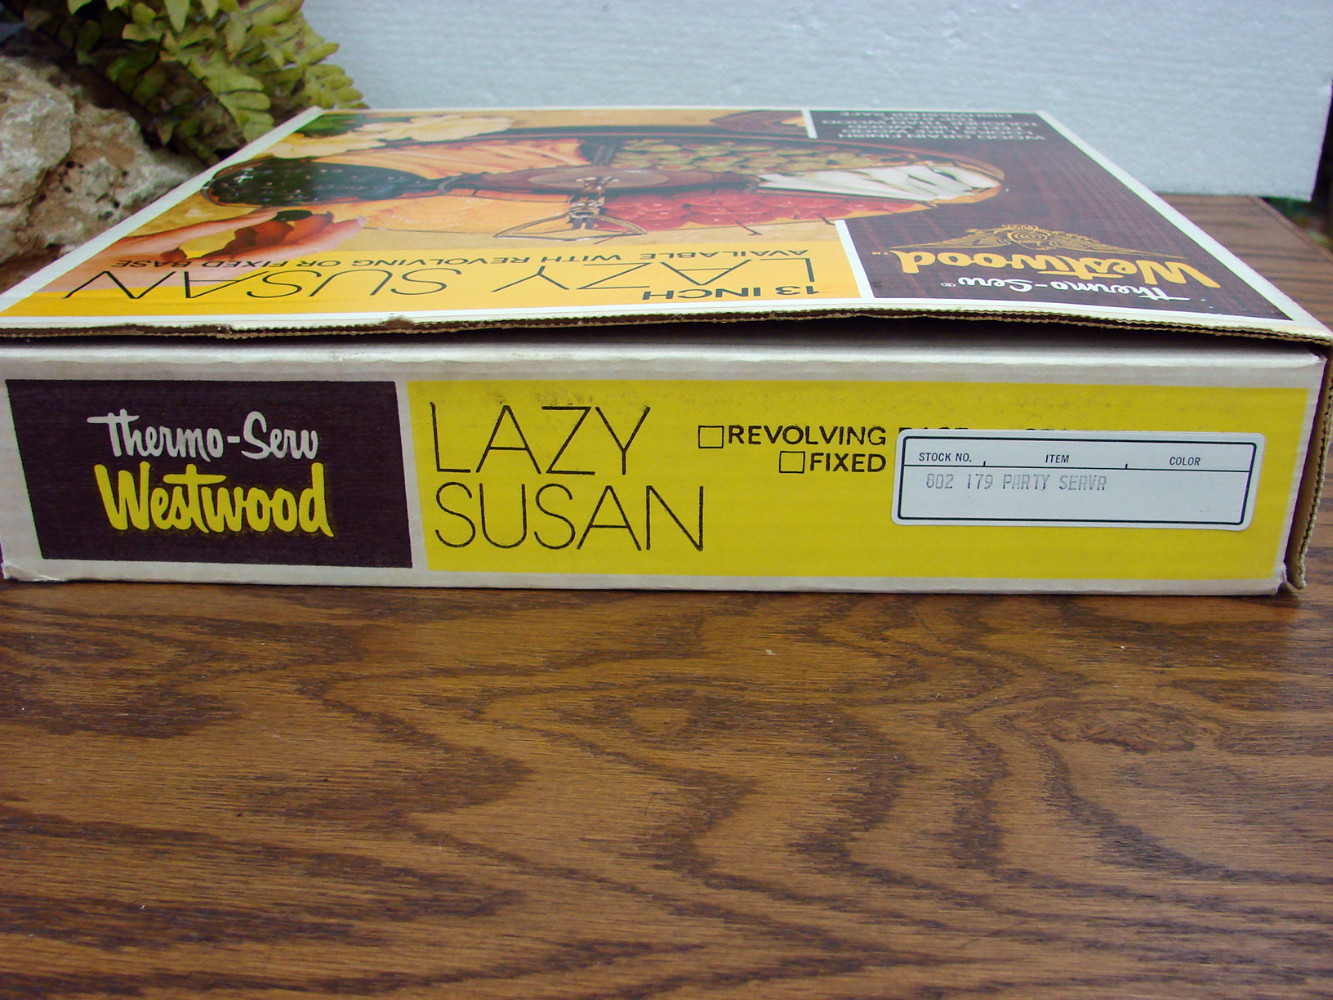 Thermo-Serv®
Westwood™
13 INCH
LAZY SUSAN
AVAILABLE WITH REVOLVING OR FIXED BASE
Thermo-Serv
Westwood
LAZY
SUSAN
REVOLVING
FIXED
STOCK NO. ITEM COLOR
802 179 PARTY SERVR